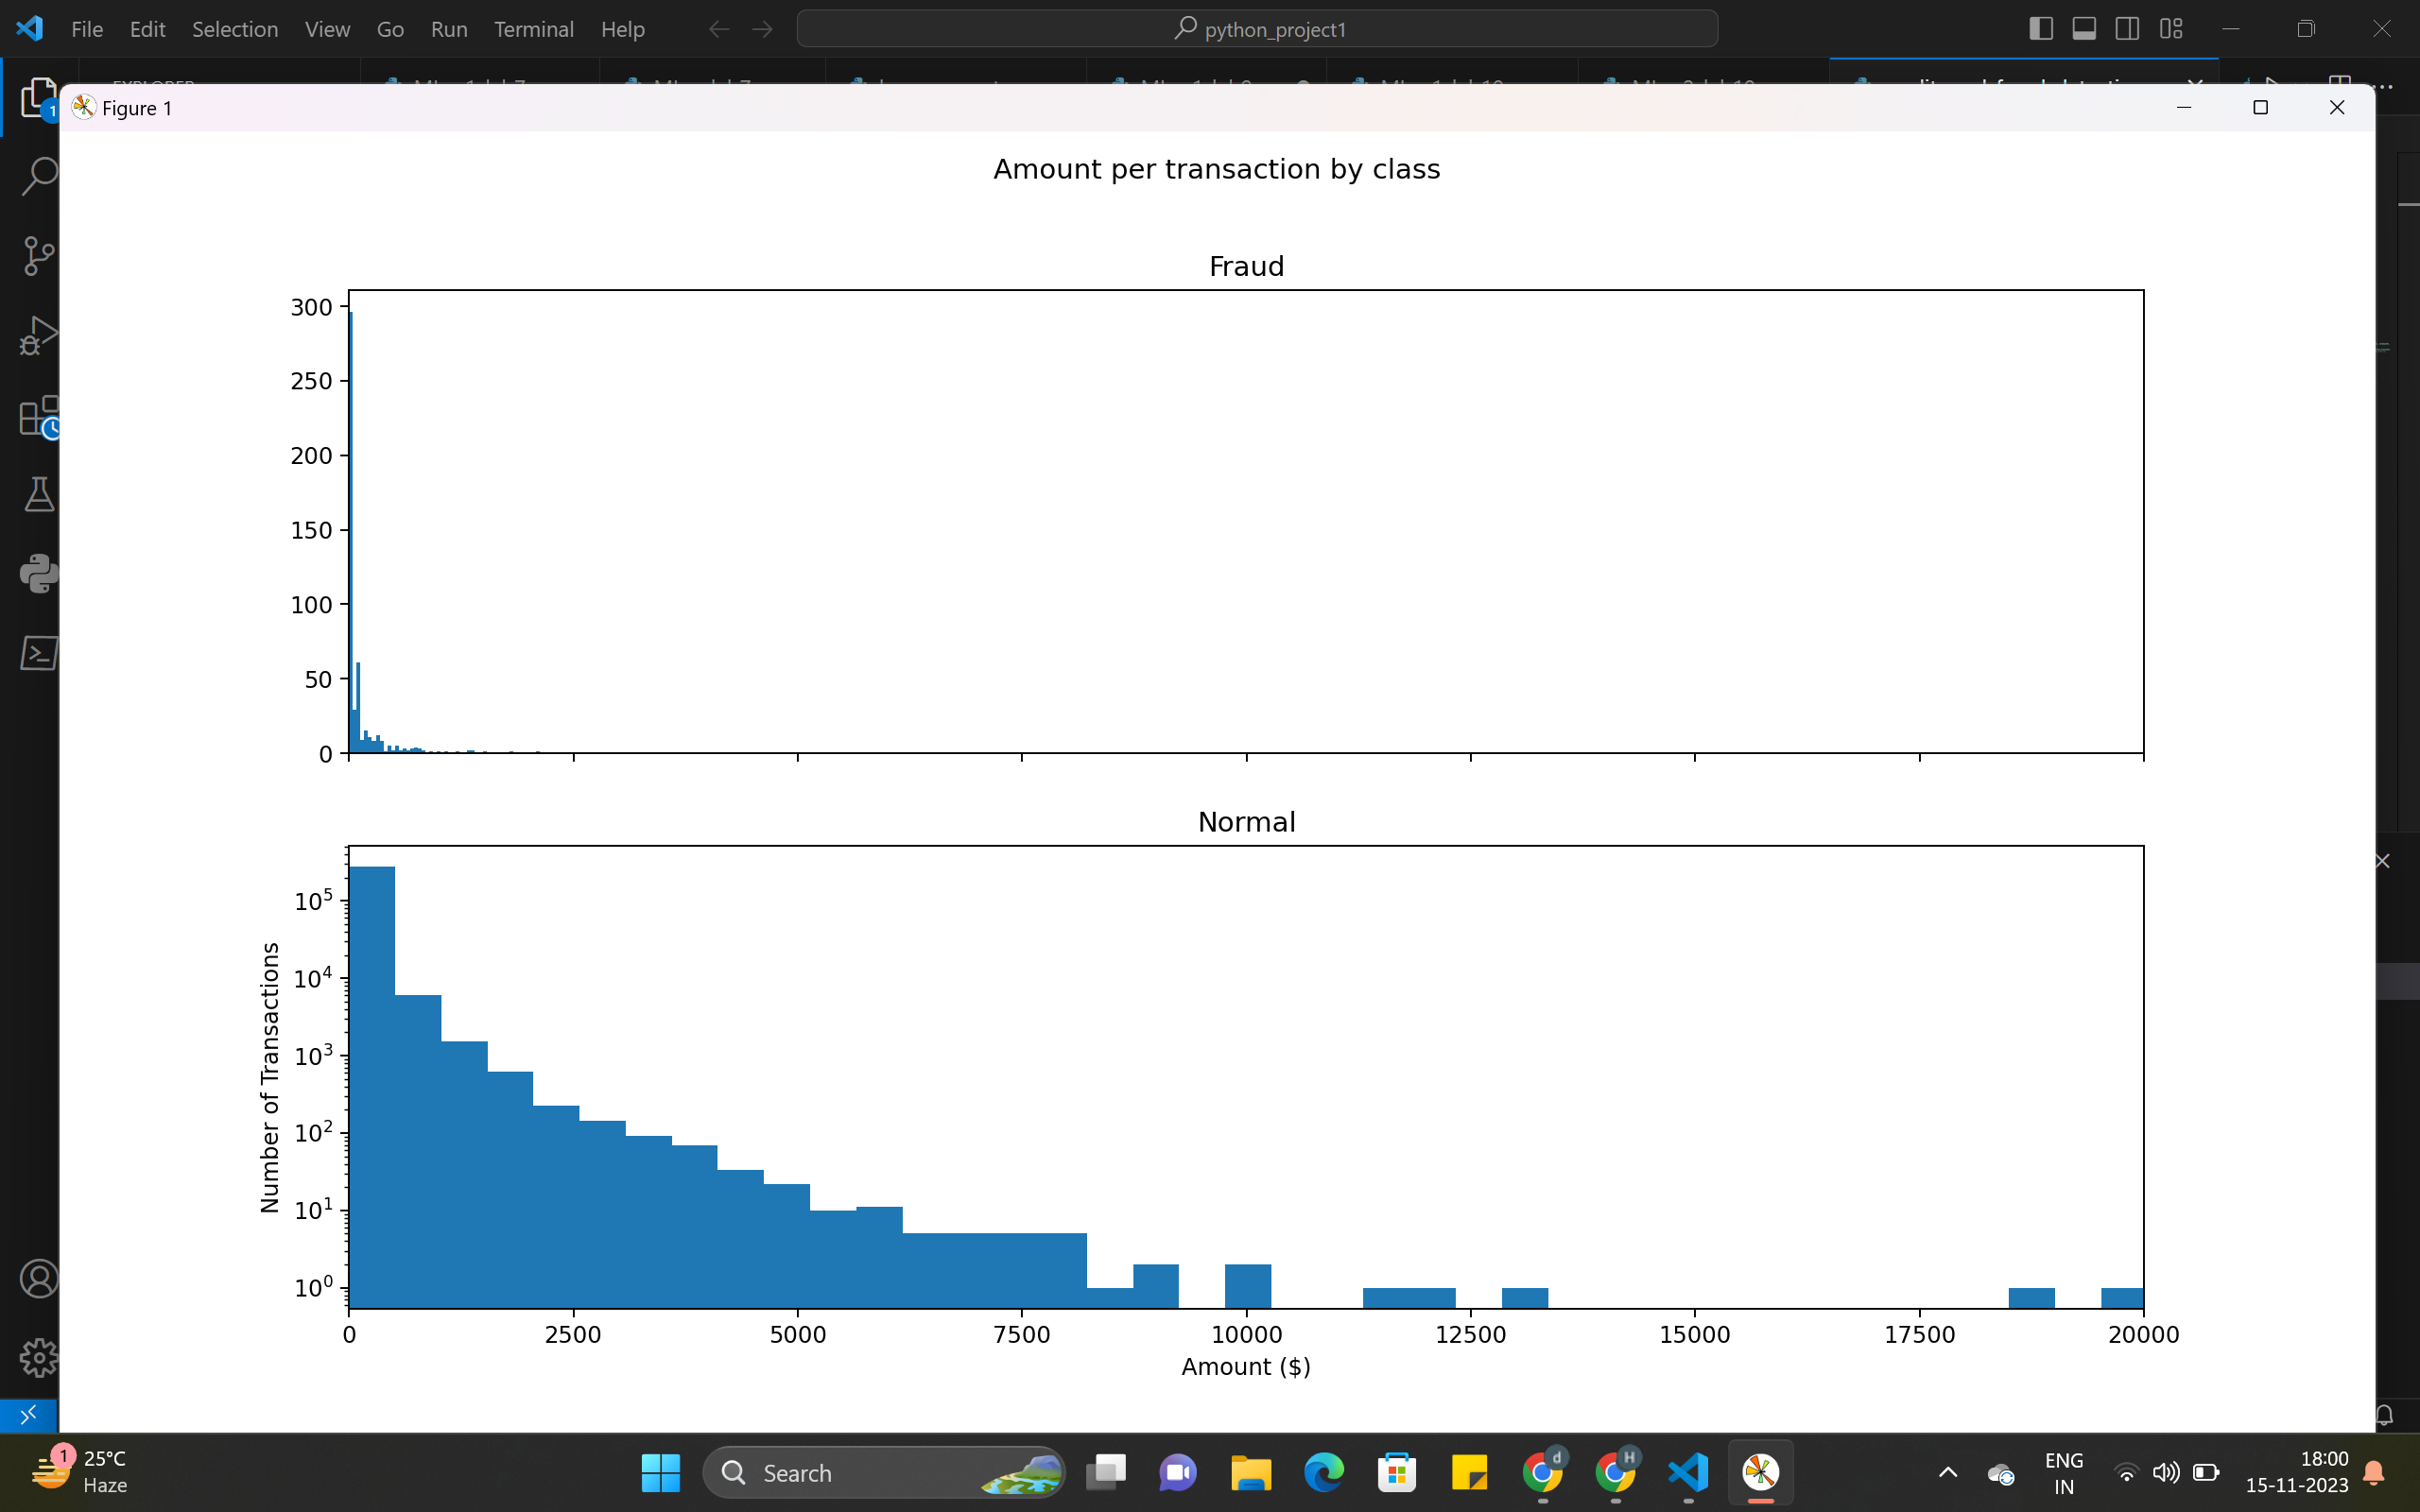 File Edit Selection View Go Run Terminal Help
python_project1
1
Figure 1
Amount per transaction by class
Fraud
300
250
200
150
100
50
0
Normal
10^5
10^4
10^3
10^2
10^1
10^0
Number of Transactions
0 2500 5000 7500 10000 12500 15000 17500 20000
Amount ($)
1
25°C
Haze
Search
d
H
ENG
IN
18:00
15-11-2023